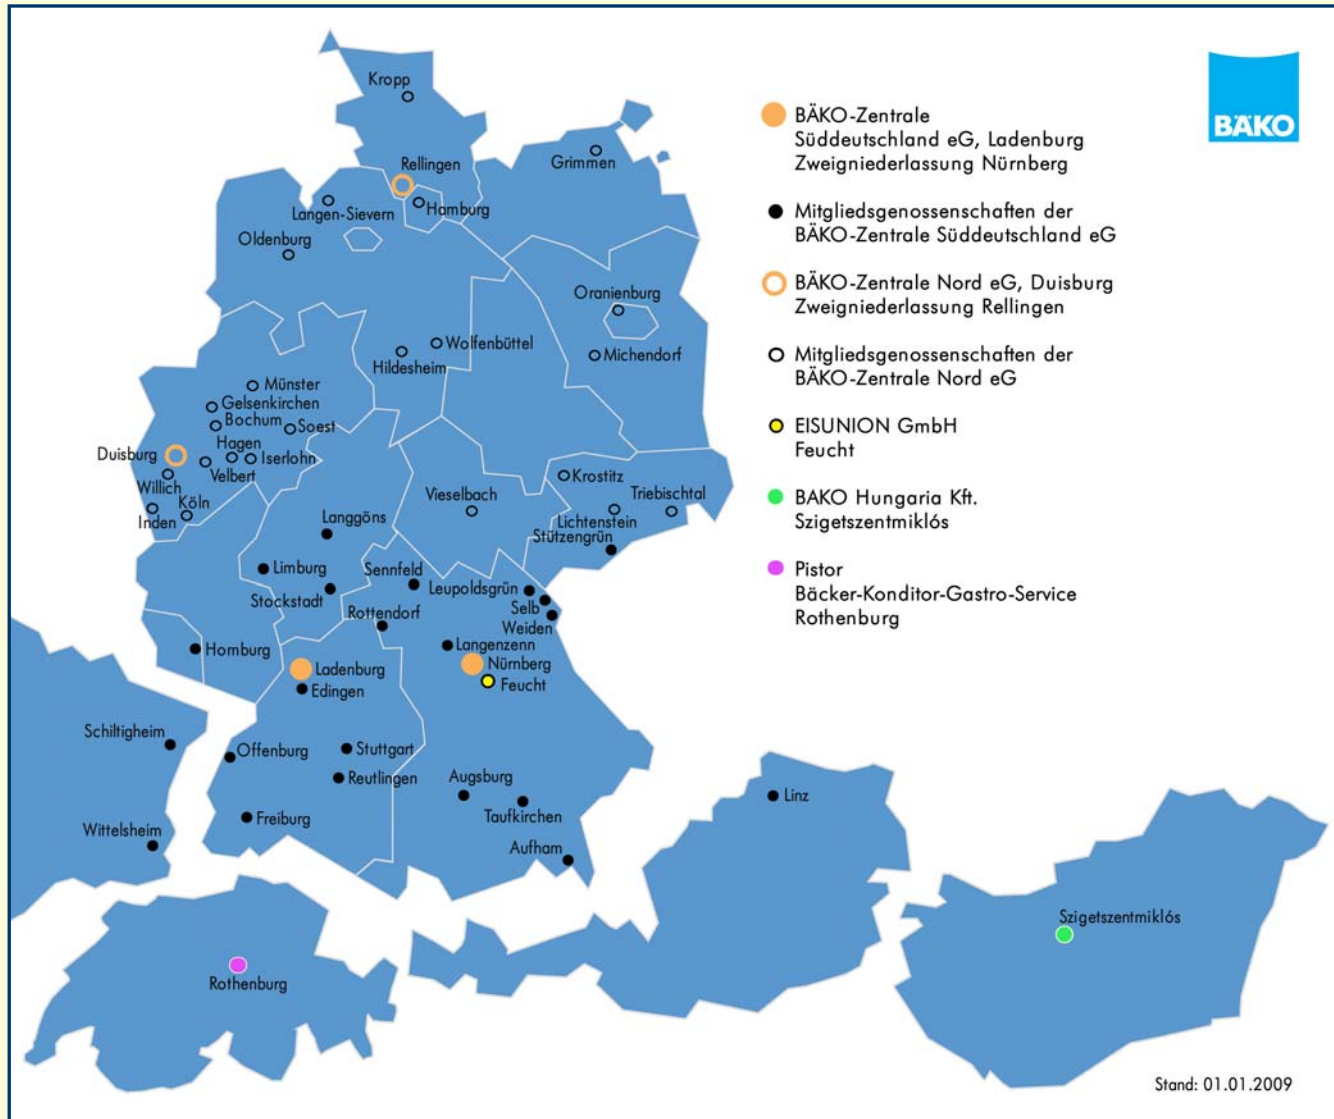 Kropp
Rellingen
Grimmen
Langen-Sievern
Hamburg
Oldenburg
Oranienburg
Wolfenbüttel
Hildesheim
Michendorf
Münster
Gelsenkirchen
Bochum
Soest
Hagen
Duisburg
Iserlohn
Velbert
Willich
Köln
Inden
Krostitz
Vieselbach
Triebischtal
Langgöns
Lichtenstein
Stützengrün
Limburg
Sennfeld
Leupoldsgrün
Stockstadt
Selb
Rottendorf
Weiden
Homburg
Langenzenn
Ladenburg
Nürnberg
Edingen
Feucht
Schiltigheim
Offenburg
Stuttgart
Reutlingen
Augsburg
Linz
Taufkirchen
Freiburg
Wittelsheim
Aufham
Szigetszentmiklós
Rothenburg
BÄKO
BÄKO-Zentrale
Süddeutschland eG, Ladenburg
Zweigniederlassung Nürnberg
Mitgliedsgenossenschaften der
BÄKO-Zentrale Süddeutschland eG
BÄKO-Zentrale Nord eG, Duisburg
Zweigniederlassung Rellingen
Mitgliedsgenossenschaften der
BÄKO-Zentrale Nord eG
EISUNION GmbH
Feucht
BAKO Hungaria Kft.
Szigetszentmiklós
Pistor
Bäcker-Konditor-Gastro-Service
Rothenburg
Stand: 01.01.2009